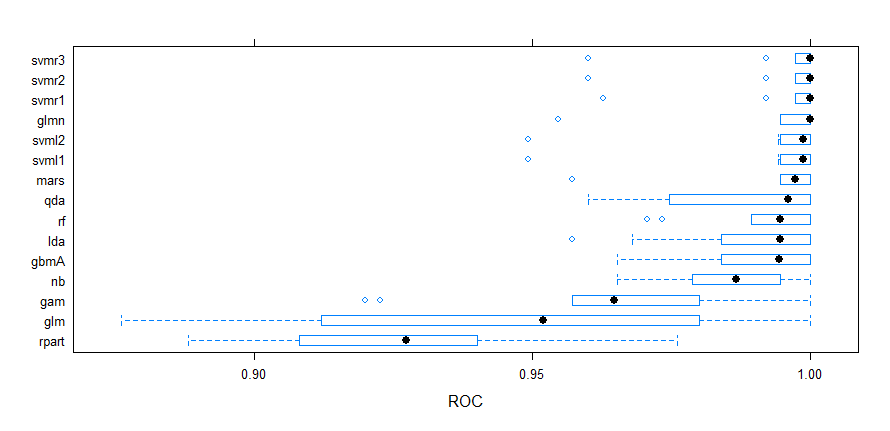 svmr3
svmr2
svmr1
glmn
svml2
svml1
mars
qda
rf
lda
gbmA
nb
gam
glm
rpart
0.90 0.95 1.00
ROC